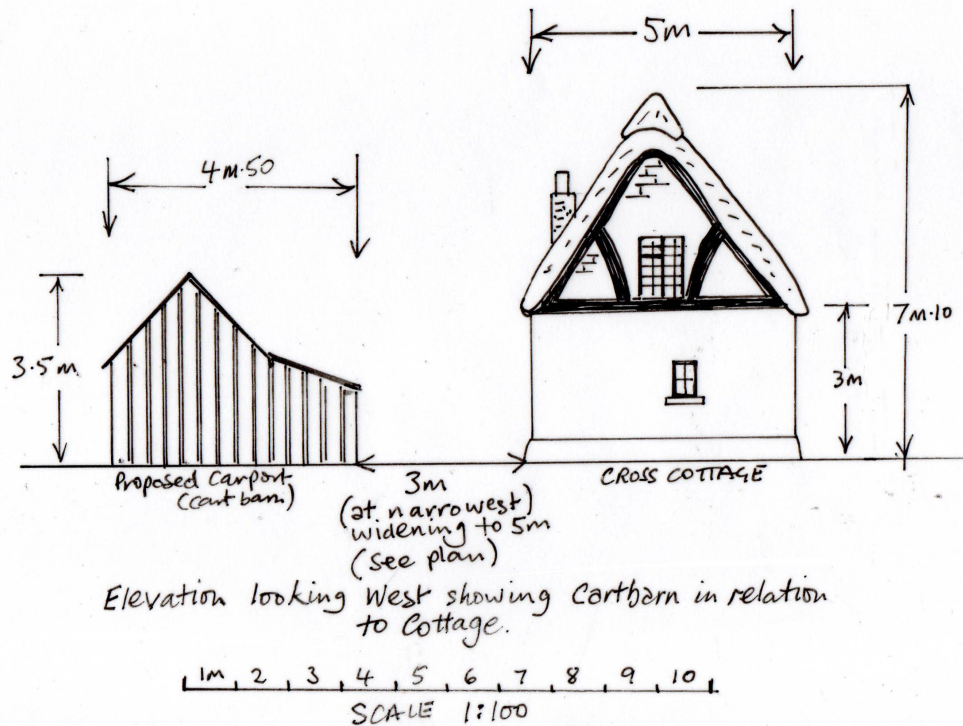 5m
4m.50
7m.10
3.5m
3m
Proposed Carport
(cart barn)
3m
(at narrowest)
widening to 5m
(see plan)
CROSS COTTAGE
Elevation looking West showing Cartbarn in relation
to Cottage.
1m 2 3 4 5 6 7 8 9 10
SCALE 1:100